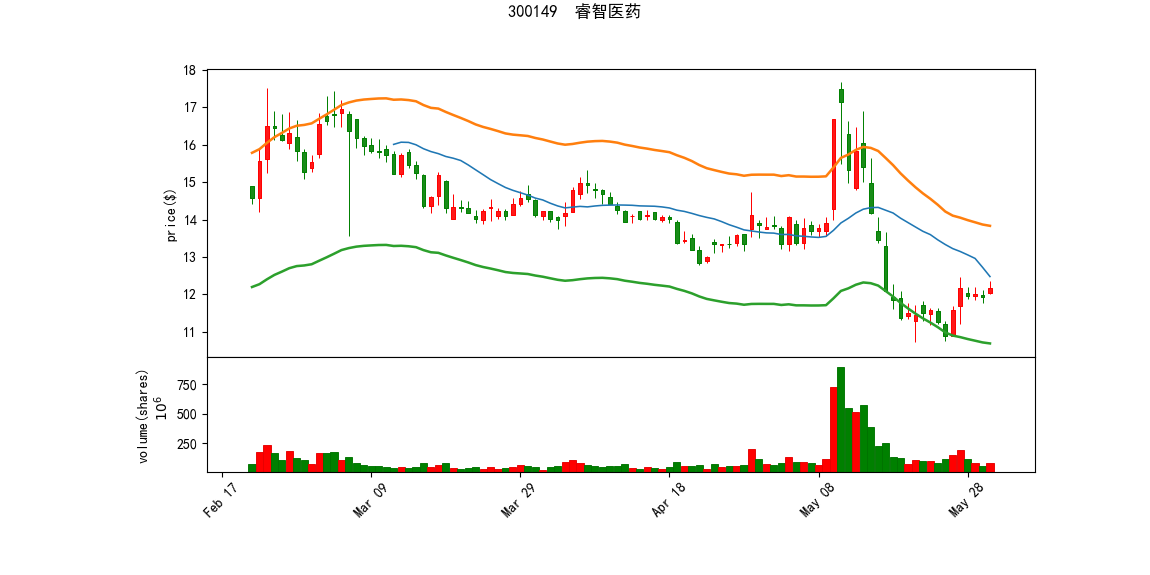 300149 睿智医药
18
17
16
15
14
13
12
11
price($)
750
500
250
volume(shares)
10^6
Feb 17
Mar 09
Mar 29
Apr 18
May 08
May 28